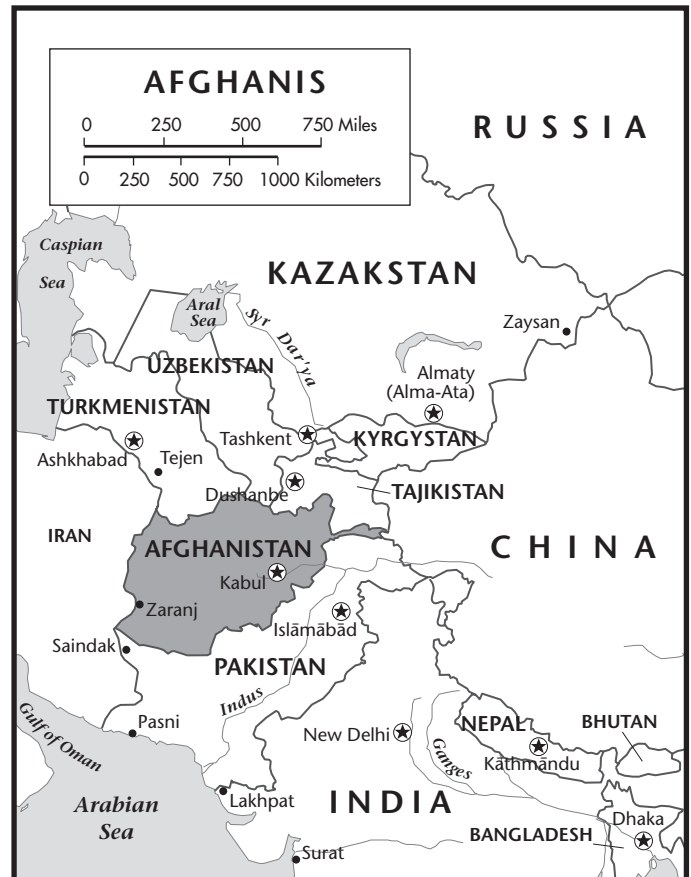 AFGHANIS
0 250 500 750 Miles
0 250 500 750 1000 Kilometers
RUSSIA
Caspian
Sea
KAZAKSTAN
Aral
Sea
Syr Dar'ya
Zaysan
UZBEKISTAN
Almaty
(Alma-Ata)
TURKMENISTAN
Tashkent
KYRGYSTAN
Ashkhabad
Tejen
Dushanbe
TAJIKISTAN
IRAN
AFGHANISTAN
CHINA
Kabul
Zaranj
Islāmābād
Saindak
PAKISTAN
Indus
Gulf of Oman
Pasni
New Delhi
NEPAL
BHUTAN
Ganges
Kāthmāndu
Lakhpat
INDIA
Arabian
Sea
Dhaka
BANGLADESH
Surat